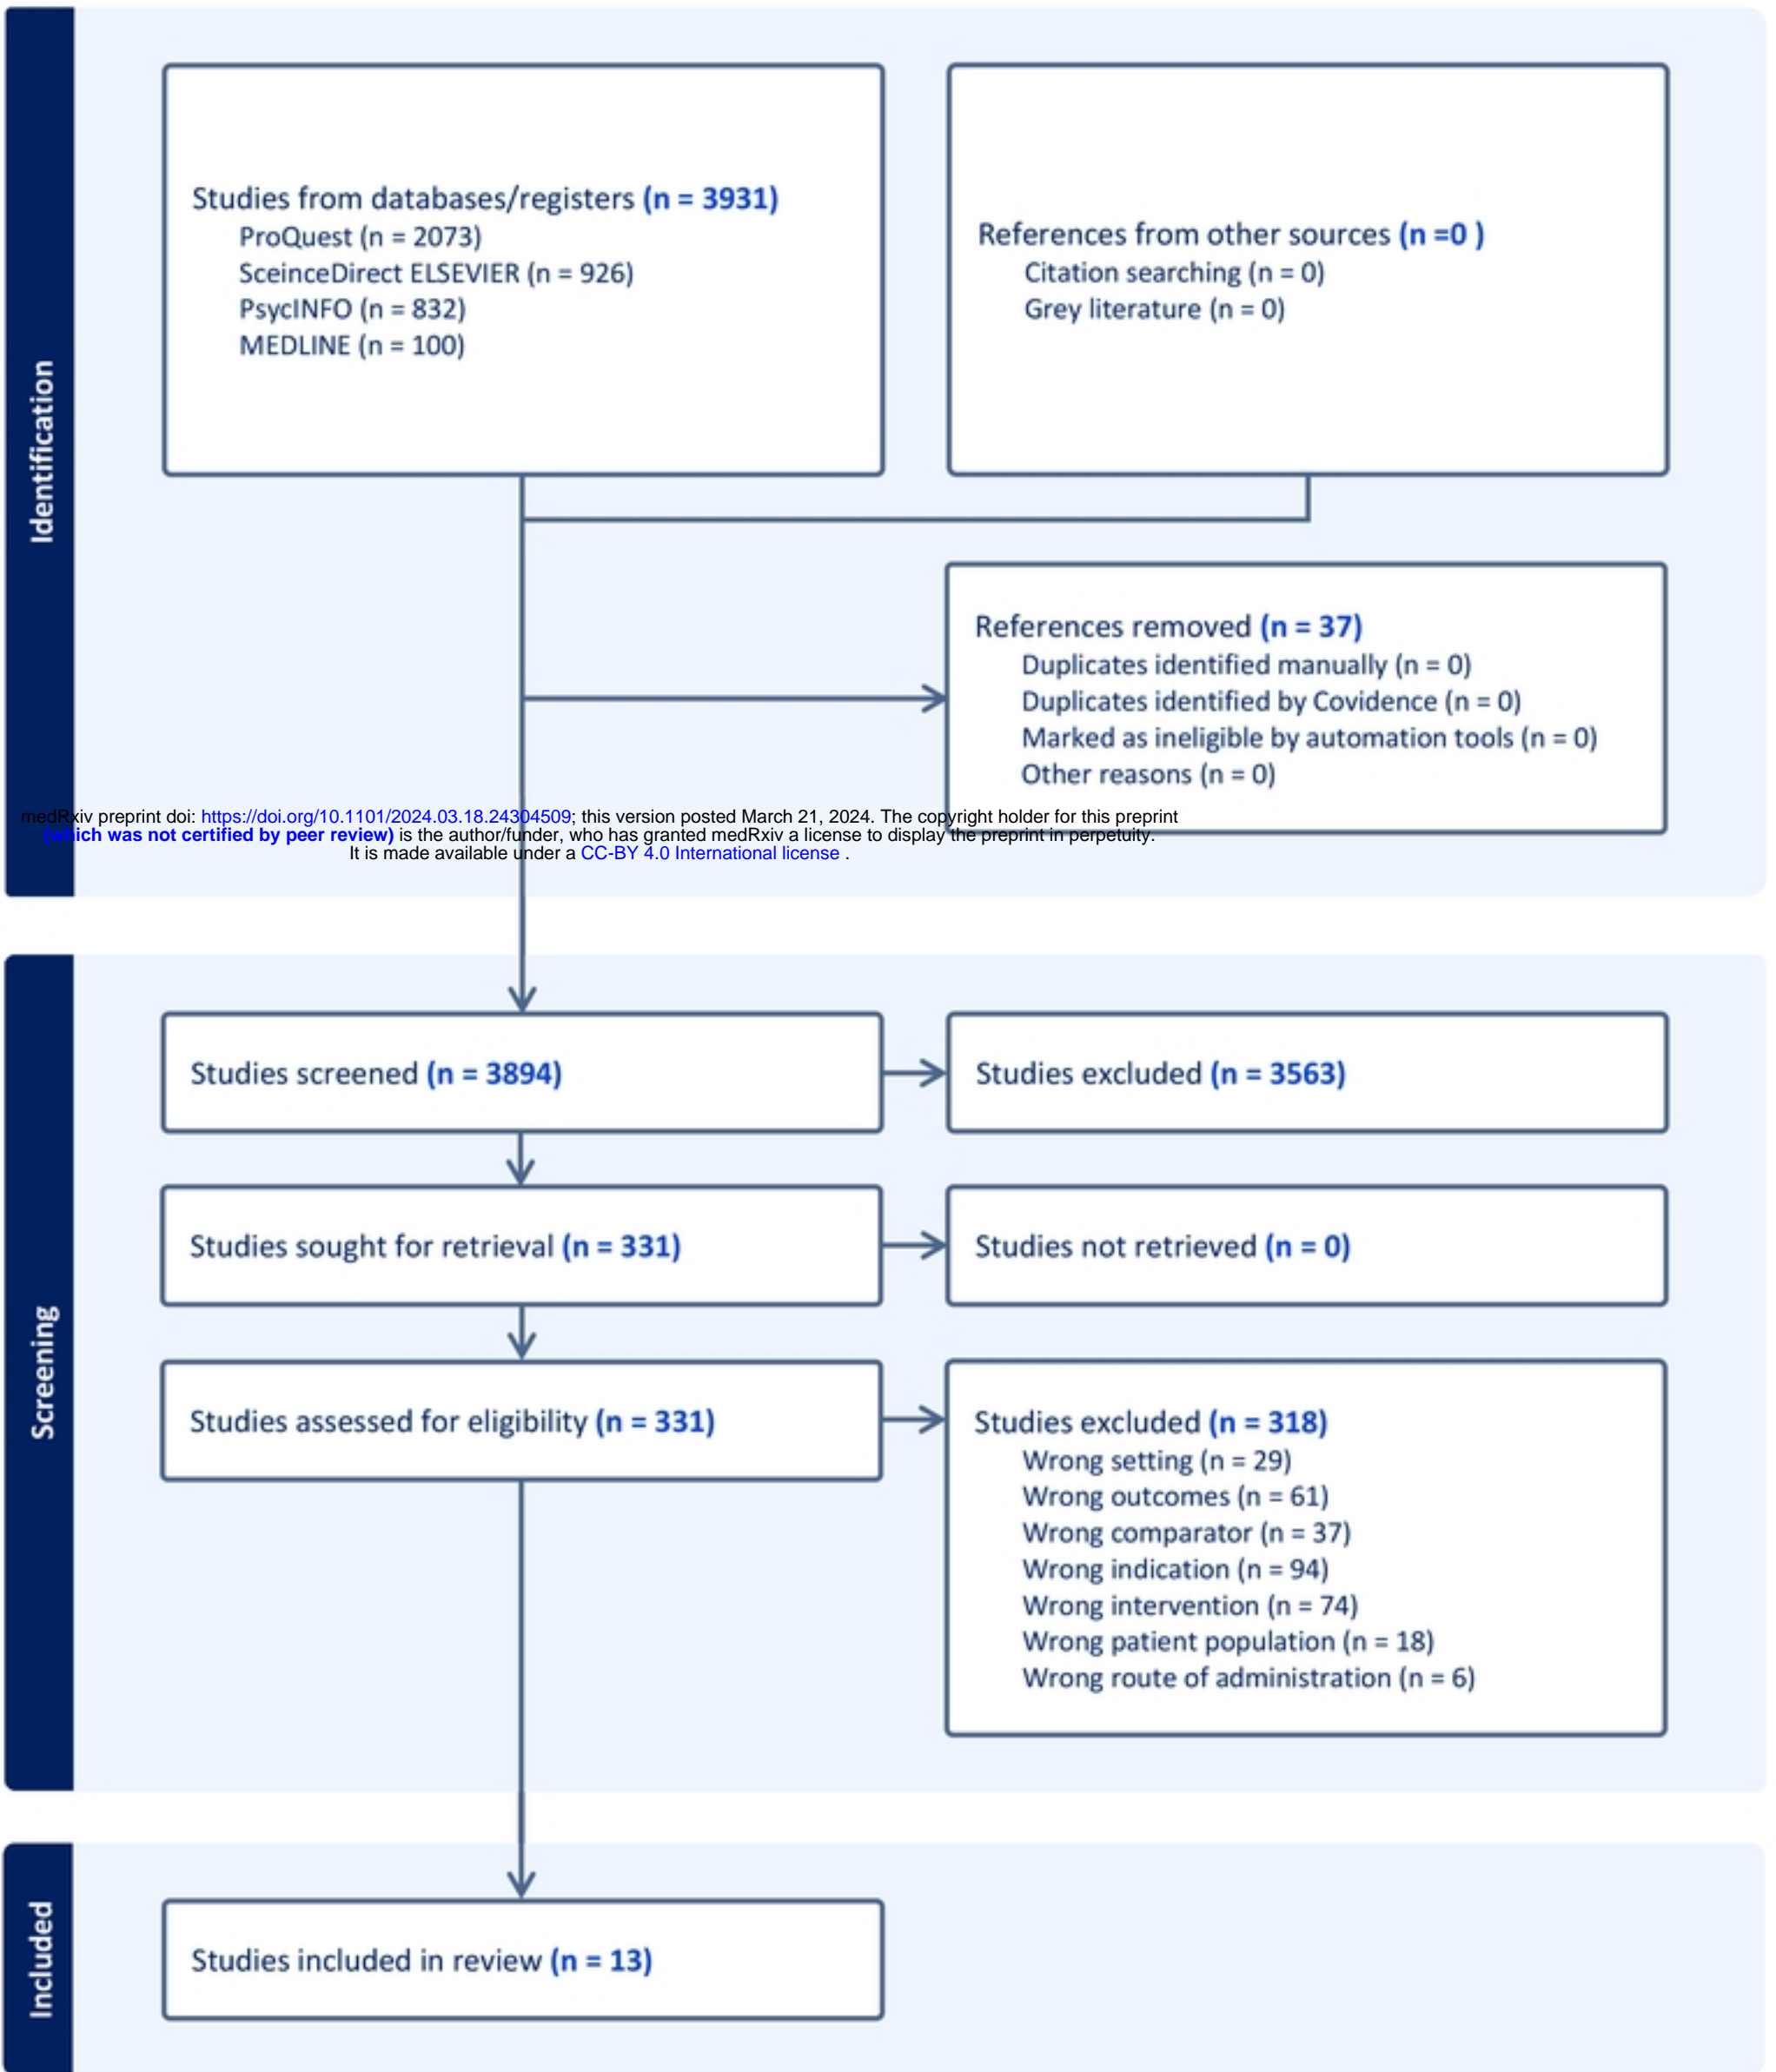 Identification
Studies from databases/registers (n = 3931)
ProQuest (n = 2073)
SceinceDirect ELSEVIER (n = 926)
PsycINFO (n = 832)
MEDLINE (n = 100)
References from other sources (n =0 )
Citation searching (n = 0)
Grey literature (n = 0)
References removed (n = 37)
Duplicates identified manually (n = 0)
Duplicates identified by Covidence (n = 0)
Marked as ineligible by automation tools (n = 0)
Other reasons (n = 0)
medRxiv preprint doi: https://doi.org/10.1101/2024.03.18.24304509; this version posted March 21, 2024. The copyright holder for this preprint
(which was not certified by peer review) is the author/funder, who has granted medRxiv a license to display the preprint in perpetuity.
It is made available under a CC-BY 4.0 International license .
Screening
Studies screened (n = 3894)
Studies excluded (n = 3563)
Studies sought for retrieval (n = 331)
Studies not retrieved (n = 0)
Studies assessed for eligibility (n = 331)
Studies excluded (n = 318)
Wrong setting (n = 29)
Wrong outcomes (n = 61)
Wrong comparator (n = 37)
Wrong indication (n = 94)
Wrong intervention (n = 74)
Wrong patient population (n = 18)
Wrong route of administration (n = 6)
Included
Studies included in review (n = 13)